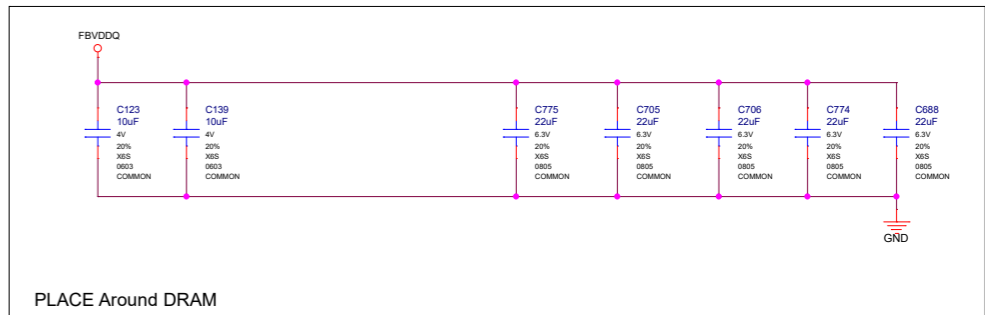 FBVDDQ
C123
10uF
4V
20%
X6S
0603
COMMON
C139
10uF
4V
20%
X6S
0603
COMMON
C775
22uF
6.3V
20%
X6S
0805
COMMON
C705
22uF
6.3V
20%
X6S
0805
COMMON
C706
22uF
6.3V
20%
X6S
0805
COMMON
C774
22uF
6.3V
20%
X6S
0805
COMMON
C688
22uF
6.3V
20%
X6S
0805
COMMON
GND
PLACE Around DRAM